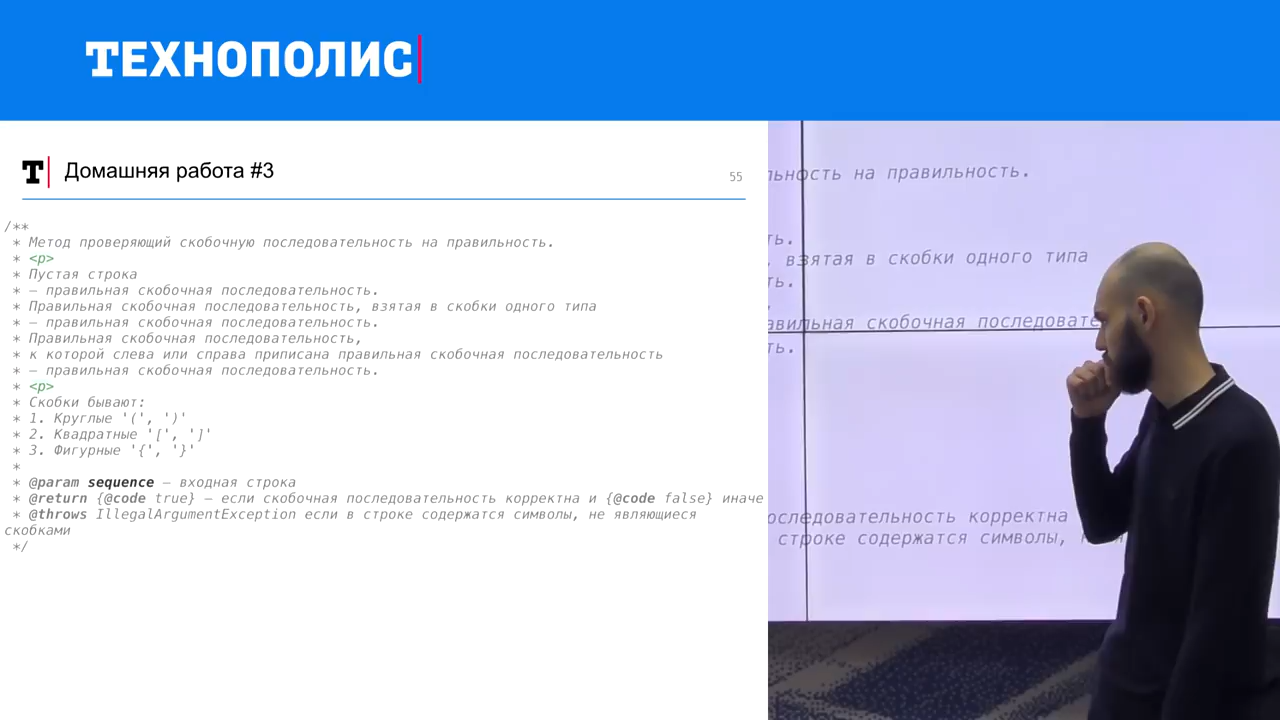 ТЕХНОПОЛИС
Т Домашняя работа #3
55
/**
* Метод проверяющий скобочную последовательность на правильность.
* <p>
* Пустая строка
* — правильная скобочная последовательность.
* Правильная скобочная последовательность, взятая в скобки одного типа
* — правильная скобочная последовательность.
* Правильная скобочная последовательность,
* к которой слева или справа приписана правильная скобочная последовательность
* — правильная скобочная последовательность.
* <p>
* Скобки бывают:
* 1. Круглые '(', ')'
* 2. Квадратные '[', ']'
* 3. Фигурные '{', '}'
*
* @param sequence — входная строка
* @return {@code true} — если скобочная последовательность корректна и {@code false} иначе
* @throws IllegalArgumentException если в строке содержатся символы, не являющиеся
скобками
*/
льность на правильность.
ть.
, взятая в скобки одного типа
ть.
авильная скобочная последовате
ть.
оследовательность корректна
строке содержатся символы,